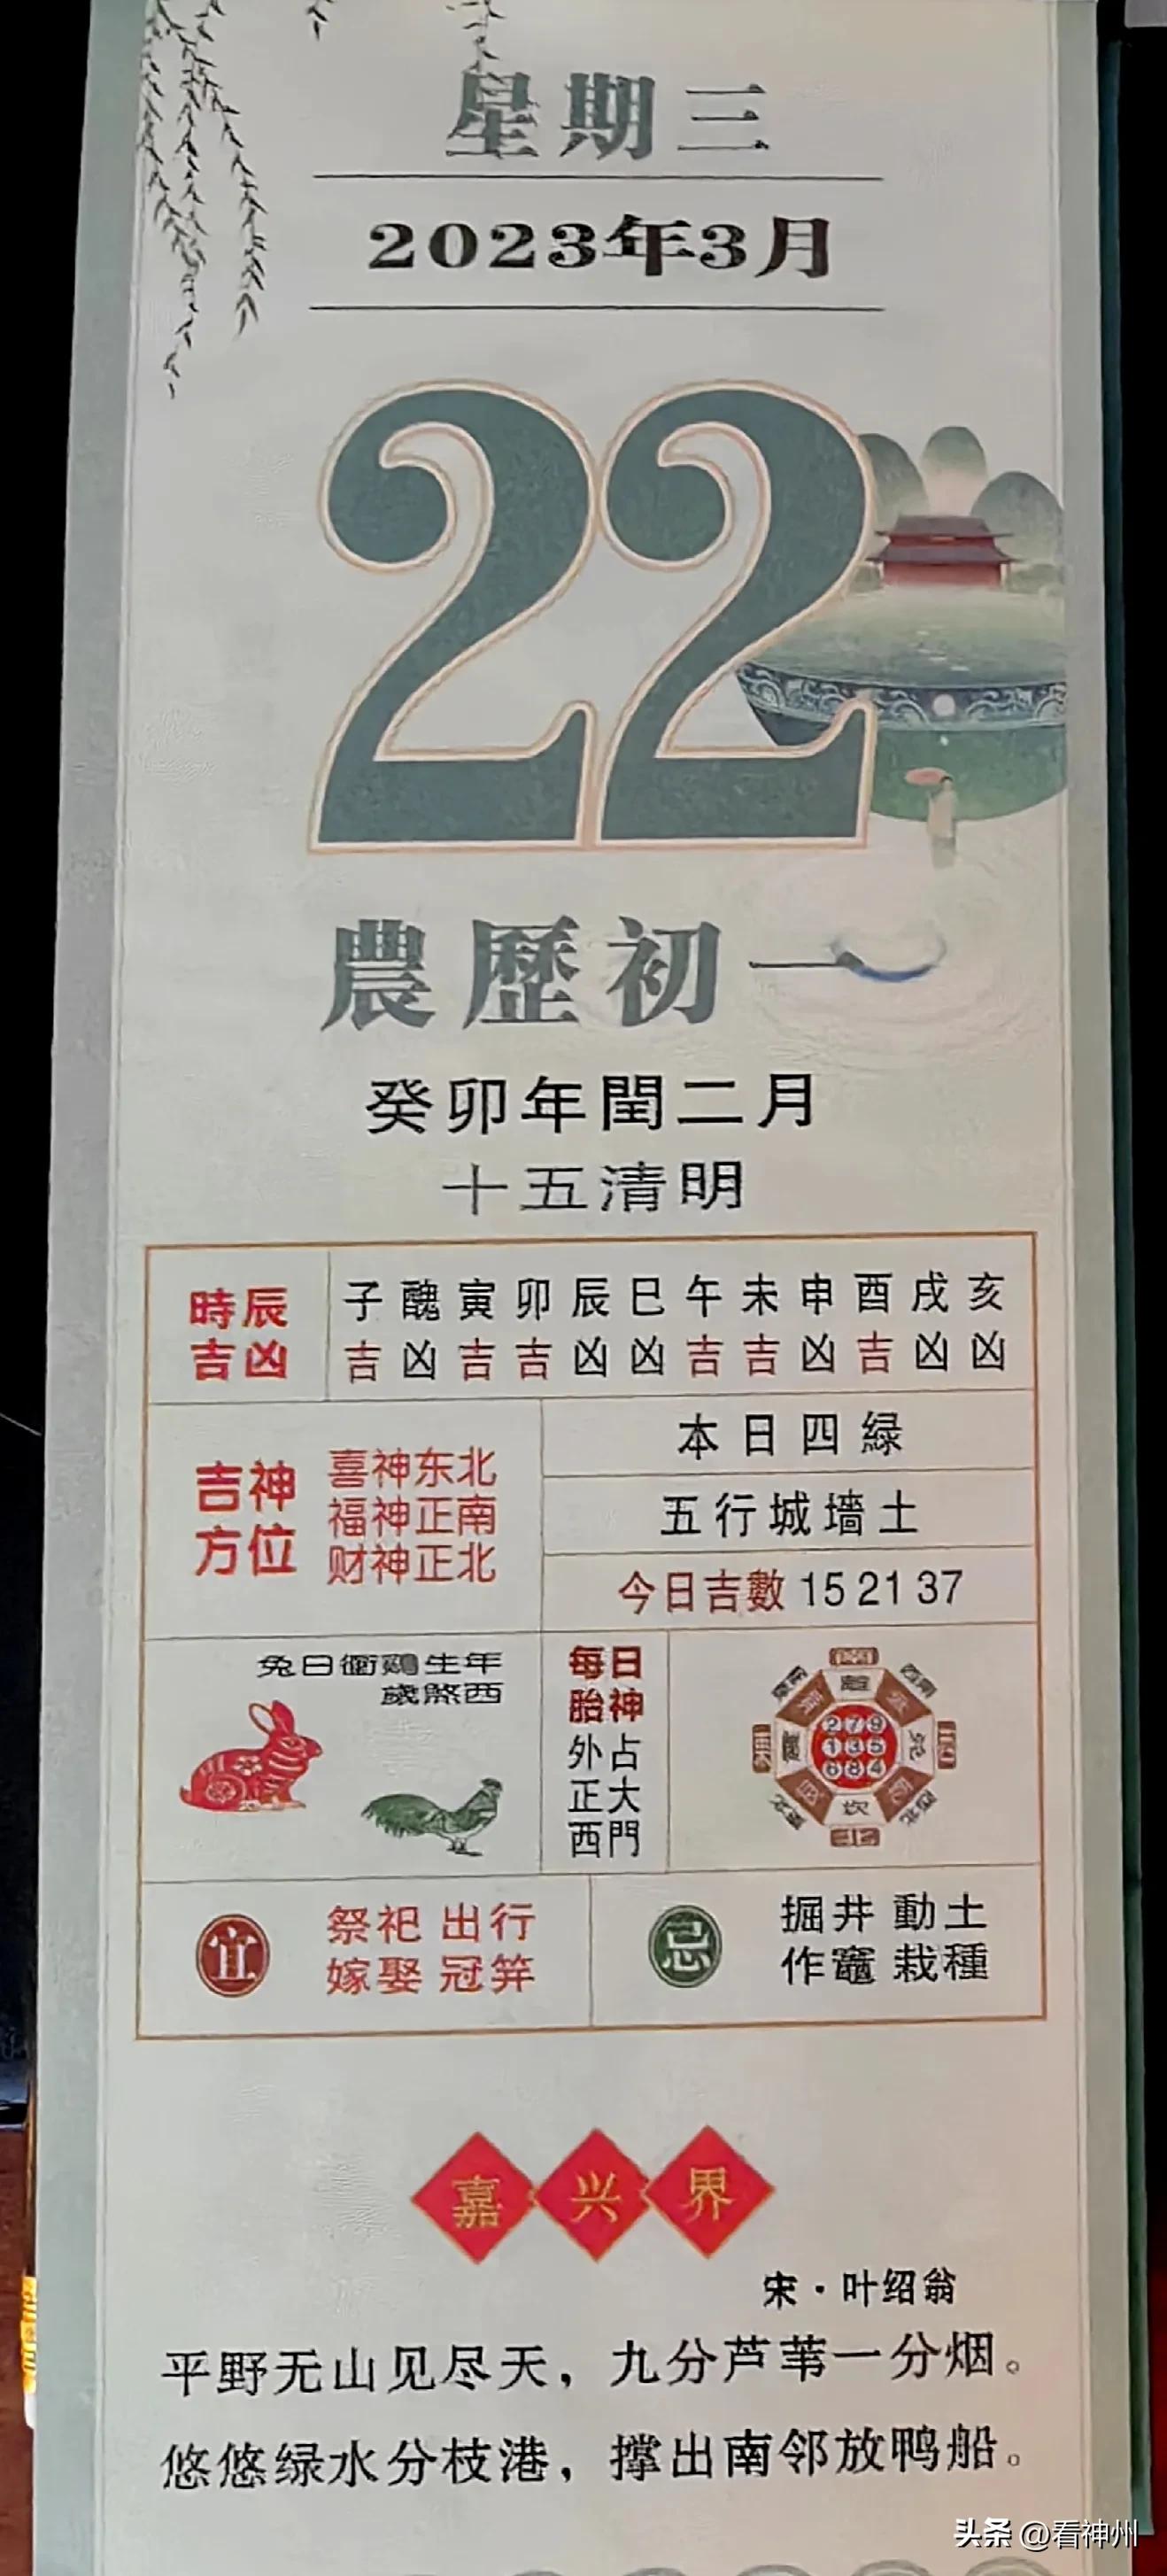 星期三
2023年3月
22
農歷初一
癸卯年閏二月
十五清明
時辰吉凶
子 醜 寅 卯 辰 巳 午 未 申 酉 戌 亥
吉 凶 吉 吉 凶 凶 吉 吉 凶 吉 凶 凶
吉神方位
喜神东北
福神正南
财神正北
本日四緑
五行城墻土
今日吉數 15 21 37
兔日衝鷄生年
歲煞西
每日胎神
占大門
外正西
279
135
684
坎
宜
祭祀 出行
嫁娶 冠笄
忌
掘井 動土
作竈 栽種
嘉兴界
宋·叶绍翁
平野无山见尽天，九分芦苇一分烟。
悠悠绿水分枝港，撑出南邻放鸭船。
头条 @看神州